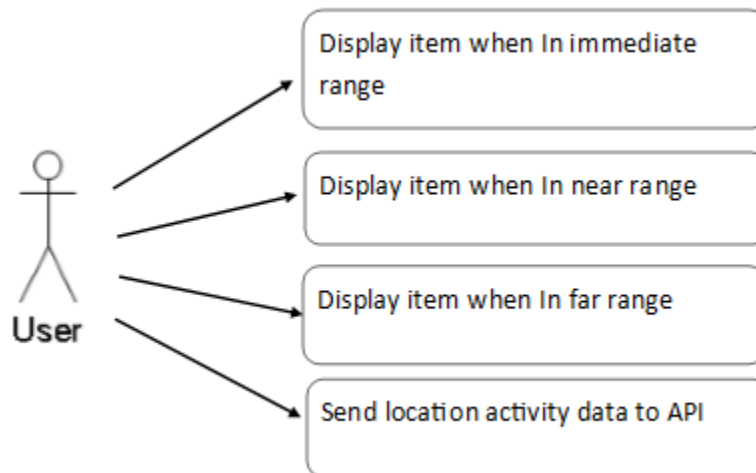 Display item when In immediate
range
Display item when In near range
Display item when In far range
User
Send location activity data to API